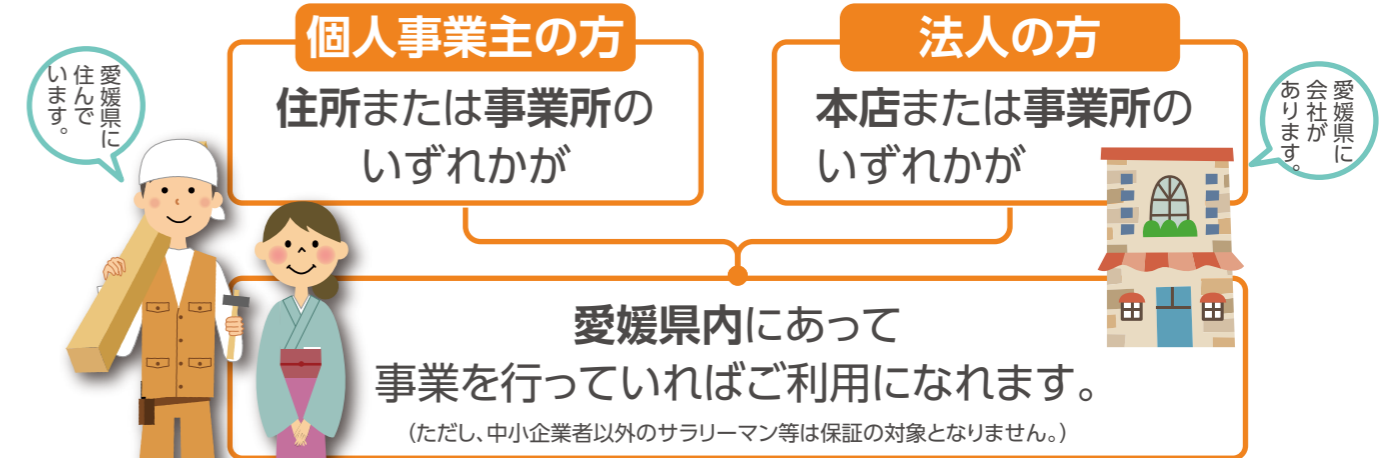 個人事業主の方
住所または事業所の
いずれかが
愛媛県に
住んで
います。
法人の方
本店または事業所の
いずれかが
愛媛県に
会社が
あります。
愛媛県内にあって
事業を行っていればご利用になれます。
(ただし、中小企業者以外のサラリーマン等は保証の対象となりません。)